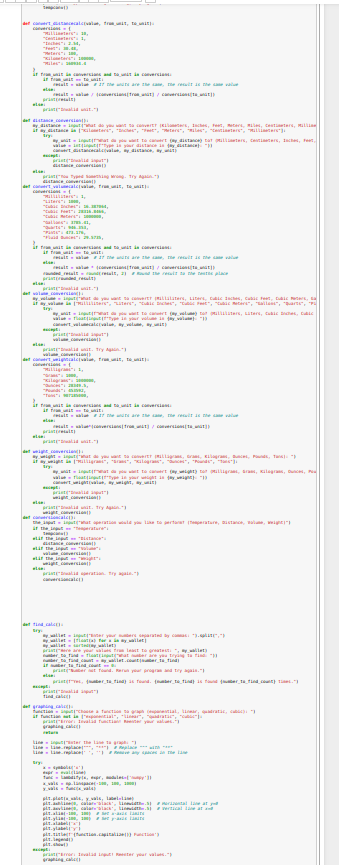 tempconv()
def convert_distancecalc(value, from_unit, to_unit):
conversions = {
"Millimeters": 10,
"Centimeters": 1,
"Inches": 2.54,
"Feet": 30.48,
"Meters": 100,
"Kilometers": 100000,
"Miles": 160934.4
}
if from_unit in conversions and to_unit in conversions:
if from_unit == to_unit:
result = value # If the units are the same, the result is the same value
else:
result = value / (conversions[from_unit] / conversions[to_unit])
print(result)
else:
print("Invalid unit.")
def distance_conversion():
my_distance = input("What do you want to convert? (Kilometers, Inches, Feet, Meters, Miles, Centimeters, Millime
if my_distance in ["Kilometers", "Inches", "Feet", "Meters", "Miles", "Centimeters", "Millimeters"]:
try:
my_unit = input(f"What do you want to convert {my_distance} to? (Millimeters, Centimeters, Inches, Feet,
value = int(input(f"Type in your distance in {my_distance}: "))
convert_distancecalc(value, my_distance, my_unit)
except:
print("Invalid input")
distance_conversion()
else:
print("You Typed Something Wrong. Try Again.")
distance_conversion()
def convert_volumecalc(value, from_unit, to_unit):
conversions = {
"Milliliters": 1,
"Liters": 1000,
"Cubic Inches":
"Cubic Feet":
"Cubic Meters": 1000000,
"Gallons": 3785.41,
"Quarts": 946.353,
"Pints": 473.176,
"Fluid Ounces": 29.5735,
}
if from_unit in conversions and to_unit in conversions:
if from_unit == to_unit:
result = value # If the units are the same, the result is the same value
else:
result = value * (conversions[from_unit] / conversions[to_unit])
rounded_result = round(result, 2) # Round the result to the
print(rounded_result)
else:
print("Invalid unit.")
def volume_conversion():
my_volume = input("What do you want to convert? (Milliliters, Liters, Cubic Inches, Cubic Feet, Cubic Meters, Ga
if my_volume in ["Milliliters", "Liters", "Cubic Inches", "Cubic Feet", "Cubic Meters", "Gallons", "Quarts", "Pi
try:
my_unit = input(f"What do you want to convert {my_volume} to? (Milliliters, Liters, Cubic Inches, Cubic
value = float(input(f"Type in your volume in {my_volume}: "))
convert_volumecalc(value, my_volume, my_unit)
except:
print("Invalid input")
volume_conversion()
else:
print("Invalid unit. Try Again.")
volume_conversion()
def convert_weightcalc(value, from_unit, to_unit):
conversions = {
"Milligrams": 1,
"Grams": 1000,
"Kilograms": 1000000,
"Ounces": 28349.5,
"Pounds": 453592,
"Tons":
}
if from_unit in conversions and to_unit in conversions:
if from_unit == to_unit:
result = value # If the units are the same, the result is the same value
else:
result = value*(conversions[from_unit] / conversions[to_unit])
print(result)
else:
print("Invalid unit.")
def weight_conversion():
my_weight = input("What do you want to convert? (Milligrams, Grams, Kilograms, Ounces, Pounds, Tons): ")
if my_weight in ["Milligrams", "Grams", "Kilograms", "Ounces", "Pounds", "Tons"]:
try:
my_unit = input(f"What do you want to convert {my_weight} to? (Milligrams, Grams, Kilograms, Ounces, Pou
value = float(input(f"Type in your weight in {my_weight}: "))
convert_weight(value, my_weight, my_unit)
except:
print("Invalid input")
weight_conversion()
else:
print("Invalid unit. Try Again")
weight_conversion()
def conversioncalc():
the_input = input("What operation would you like to perform? (Temperature, Distance, Volume, Weight)")
if the_input == "Temperature":
tempconv()
elif the_input == "Distance":
distance_conversion()
elif the_input == "Volume":
volume_conversion()
elif the_input == "Weight":
weight_conversion()
else:
print("Invalid operation. Try again.")
conversioncalc()
def find_calc():
try:
my_wallet = input("Enter your numbers separated by commas: ").split(",")
my_wallet = [float(x) for x in my_wallet]
my_wallet = sorted(my_wallet)
print("Here are your values from least to greatest: ", my_wallet)
number_to_find = float(input("What number are you trying to find: "))
number_to_find_count = my_wallet.count(number_to_find)
if number_to_find_count == 0:
print("Number not found. Rerun your program and try again.")
else:
print(f"Yes, {number_to_find} is found. {number_to_find} is found {number_to_find_count} times.")
except:
print("Invalid input")
find_calc()
def graphing_calc():
function = input("Choose a function to graph (exponential, linear, quadratic, cubic): ")
if function not in ["exponential", "linear", "quadratic", "cubic"]:
print("Error: Invalid function! Reenter your values.")
graphing_calc()
return
line = input("Enter the line to graph: ")
line = line.replace("^", "**") # Replace "^" with "**"
line = line.replace(' ', '') # Remove any spaces in the line
try:
x = symbols('x')
expr = eval(line)
func = lambdify(x, expr, modules=['numpy'])
x_vals = np.linspace(-100, 100, 1000)
y_vals = func(x_vals)
plt.plot(x_vals, y_vals, label=line)
plt.axhline(0, color='black', linewidth=.5) # Horizontal line at y=0
plt.axvline(0, color='black', linewidth=.5) # Vertical line at x=0
plt.xlim(-100, 100) # Set x-axis limits
plt.ylim(-100, 100) # Set y-axis limits
plt.xlabel('x')
plt.ylabel('y')
plt.title(f'{function.capitalize()} Function')
plt.legend()
plt.show()
except:
print("Error: Invalid input! Reenter your values.")
graphing_calc()